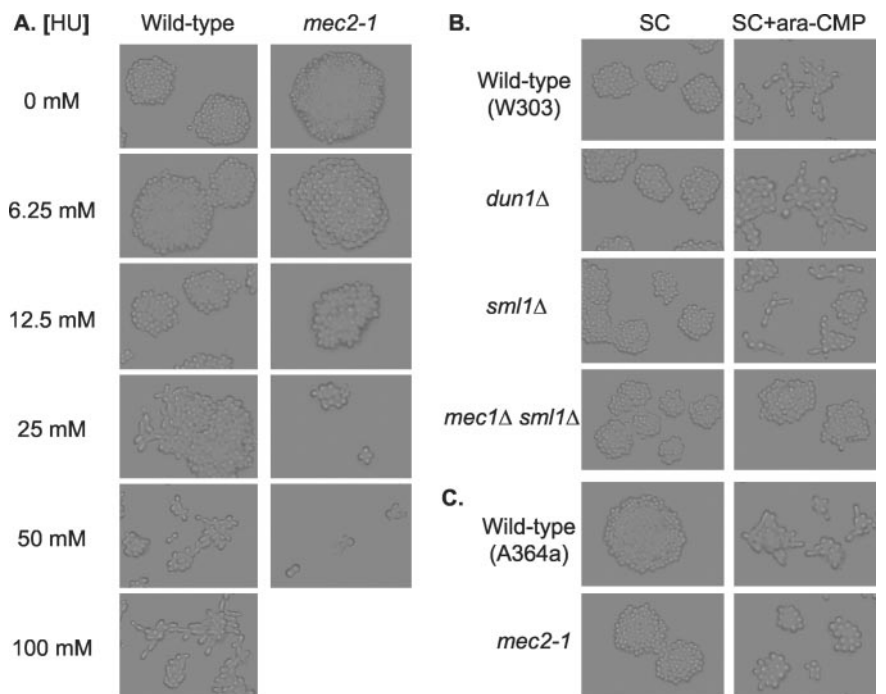 A. [HU] Wild-type mec2-1
0 mM
6.25 mM
12.5 mM
25 mM
50 mM
100 mM
B. SC SC+ara-CMP
Wild-type
(W303)
dun1Δ
sml1Δ
mec1Δ sml1Δ
C.
Wild-type
(A364a)
mec2-1